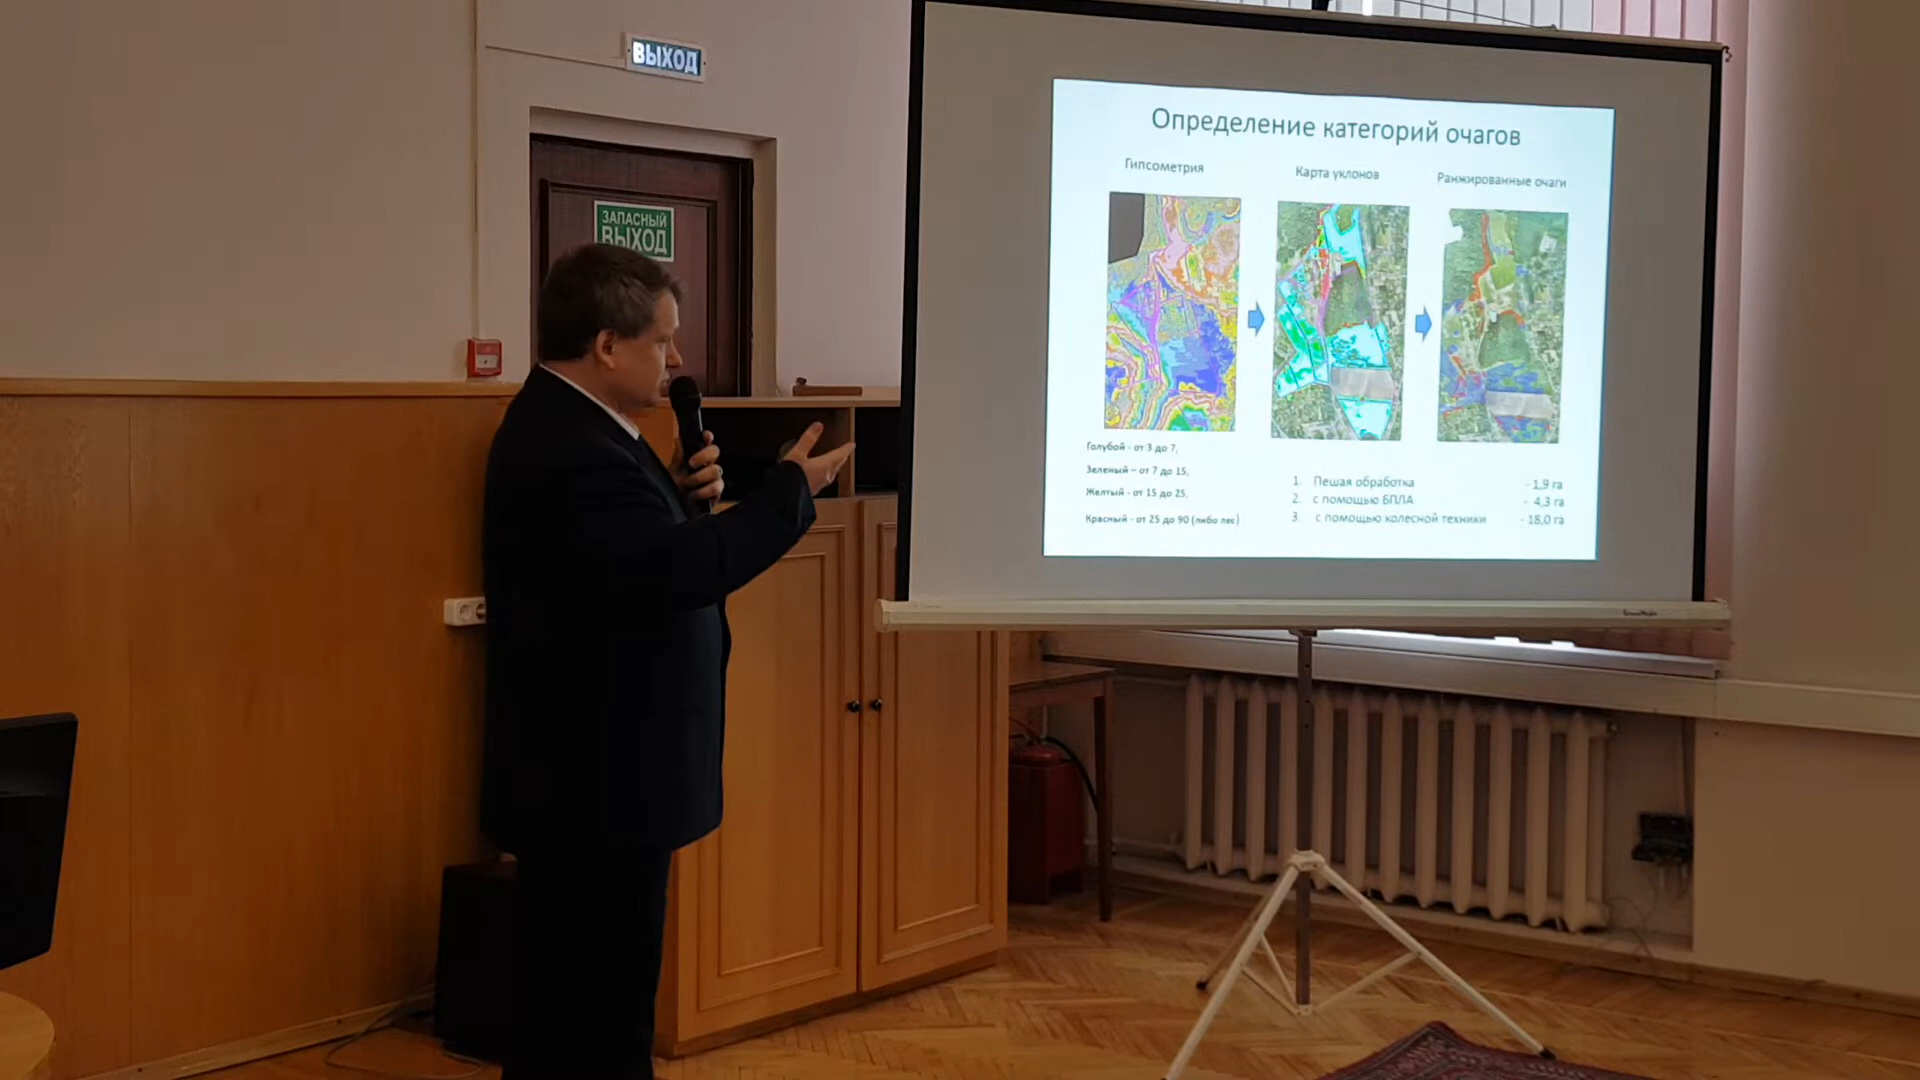 ВЫХОД
ЗАПАСНЫЙ
ВЫХОД
Определение категорий очагов
Гипсометрия
Карта уклонов
Ранжированные очаги
Голубой - от 3 до 7,
Зеленый – от 7 до 15,
Желтый - от 15 до 25,
Красный - от 25 до 90 (либо лес)
1. Пешая обработка - 1,9 га
2. с помощью БПЛА - 4,3 га
3. с помощью колесной техники - 18,0 га